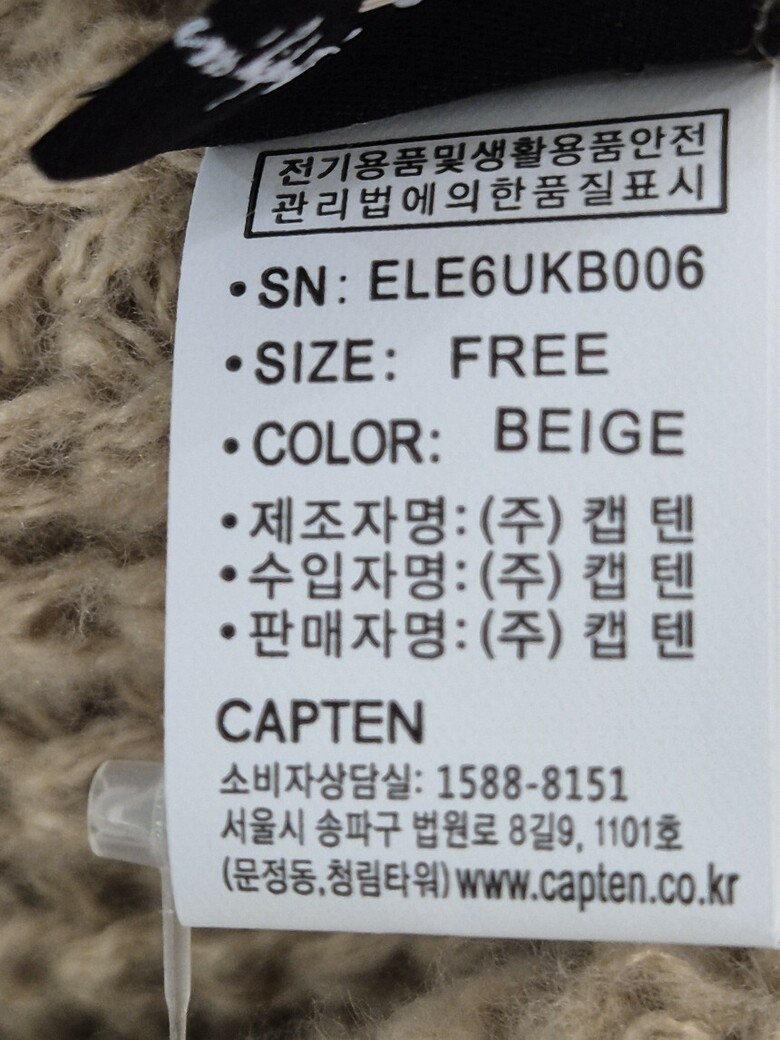 전기용품및생활용품안전
관리법에의한품질표시
•SN: ELE6UKB006
•SIZE: FREE
•COLOR: BEIGE
•제조자명:(주) 캡 텐
•수입자명:(주) 캡 텐
•판매자명:(주) 캡 텐
CAPTEN
소비자상담실: 1588-8151
서울시 송파구 법원로 8길9, 1101호
(문정동,청림타워)www.capten.co.kr